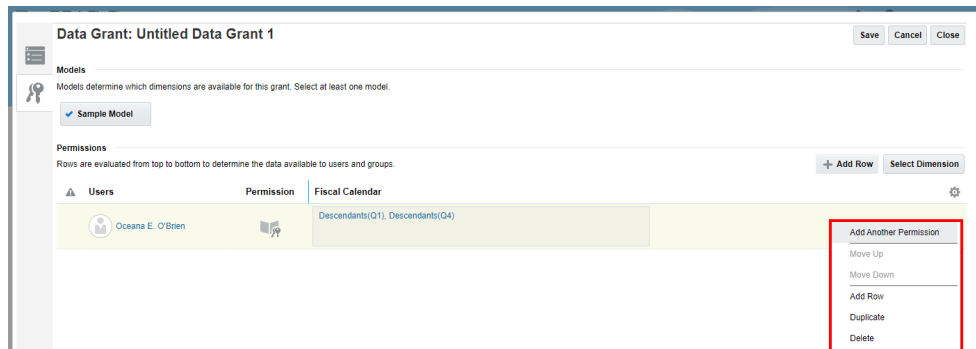 Data Grant: Untitled Data Grant 1
Save Cancel Close
Models
Models determine which dimensions are available for this grant. Select at least one model.
Sample Model
Permissions
Rows are evaluated from top to bottom to determine the data available to users and groups.
Add Row Select Dimension
Users Permission Fiscal Calendar
Oceana E. O'Brien
Descendants(Q1), Descendants(Q4)
Add Another Permission
Move Up
Move Down
Add Row
Duplicate
Delete